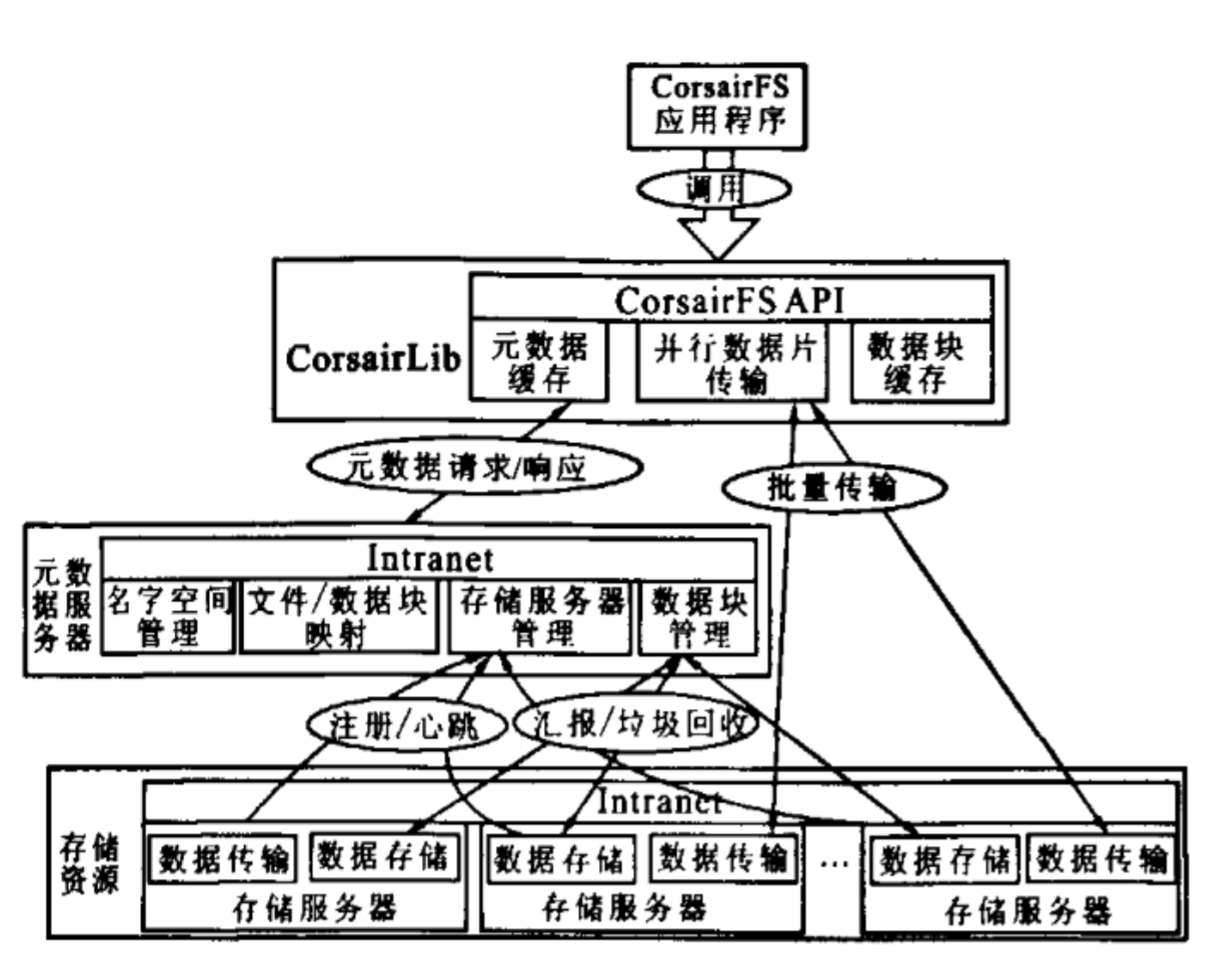 CorsairFS
应用程序
调用
CorsairFS API
CorsairLib
元数据
缓存
并行数据片
传输
数据块
缓存
元数据请求/响应
批量传输
元数
据服
务器
Intranet
名字空间
管理
文件/数据块
映射
存储服务器
管理
数据块
管理
注册/心跳
汇报/垃圾回收
存储
资源
Intranet
数据传输
数据存储
存储服务器
数据存储
数据传输
存储服务器
...
数据存储
数据传输
存储服务器